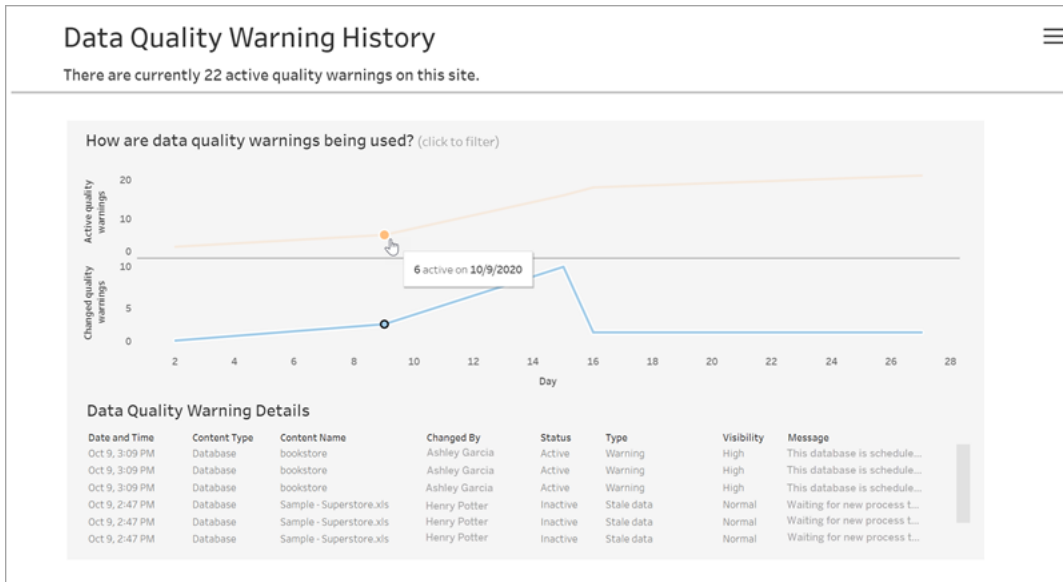 Data Quality Warning History
There are currently 22 active quality warnings on this site.
How are data quality warnings being used? (click to filter)
Active quality
warnings
20
10
0
6 active on 10/9/2020
Changed quality
warnings
10
5
0
2 4 6 8 10 12 14 16 18 20 22 24 26 28
Day
Data Quality Warning Details
Date and Time Content Type Content Name Changed By Status Type Visibility Message
Oct 9, 3:09 PM Database bookstore Ashley Garcia Active Warning High This database is schedule...
Oct 9, 3:09 PM Database bookstore Ashley Garcia Active Warning High This database is schedule...
Oct 9, 3:09 PM Database bookstore Ashley Garcia Active Warning High This database is schedule...
Oct 9, 2:47 PM Database Sample - Superstore.xls Henry Potter Inactive Stale data Normal Waiting for new process t...
Oct 9, 2:47 PM Database Sample - Superstore.xls Henry Potter Inactive Stale data Normal Waiting for new process t...
Oct 9, 2:47 PM Database Sample - Superstore.xls Henry Potter Inactive Stale data Normal Waiting for new process t...